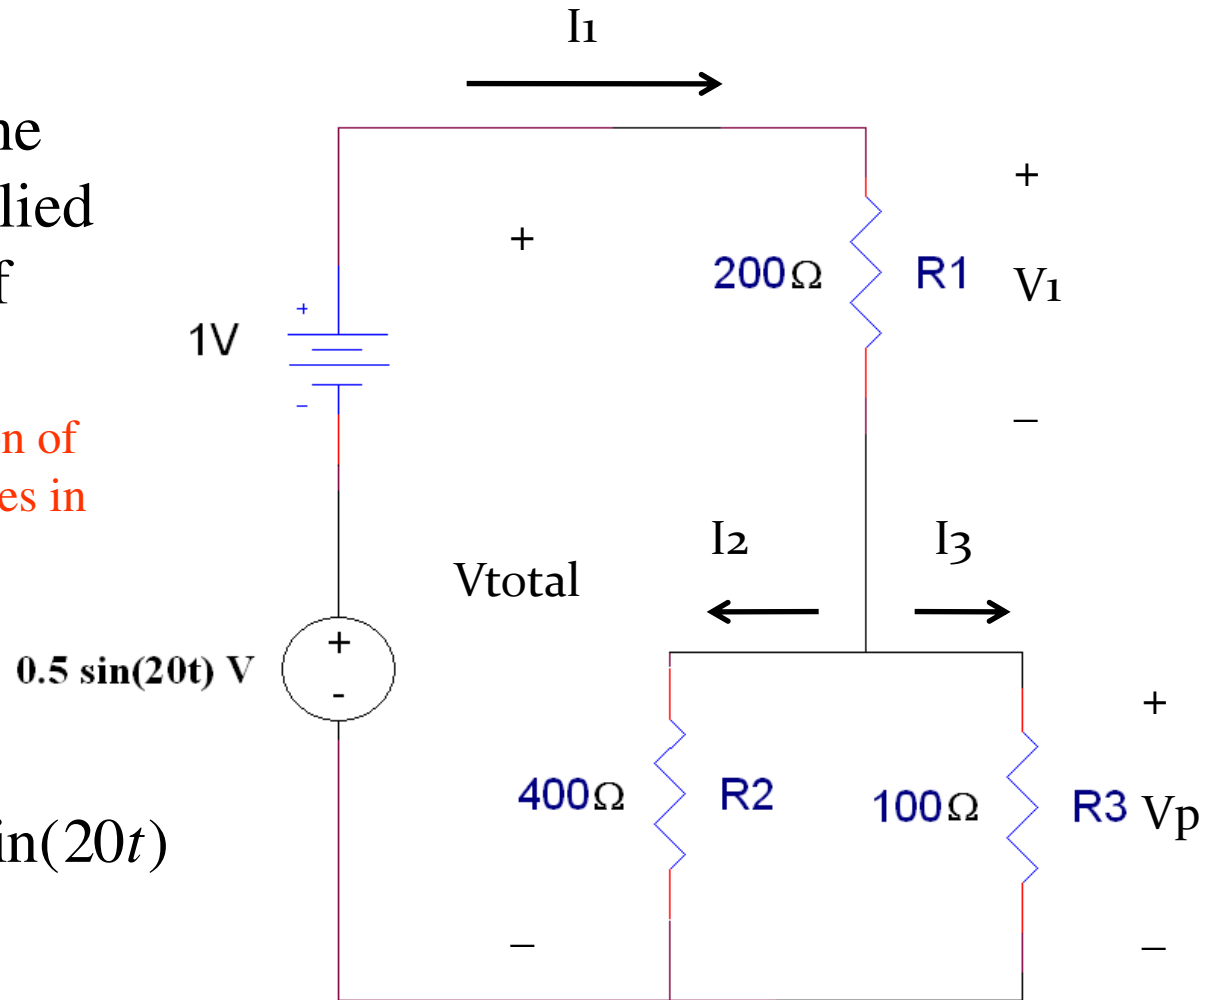 I1
ne
lied
f
+
+
200Ω R1 V1
+
1V
−
−
n of
es in
I2 I3
Vtotal
+
0.5 sin(20t) V
-
+
400Ω R2 100Ω R3 Vp
in(20t)
− −